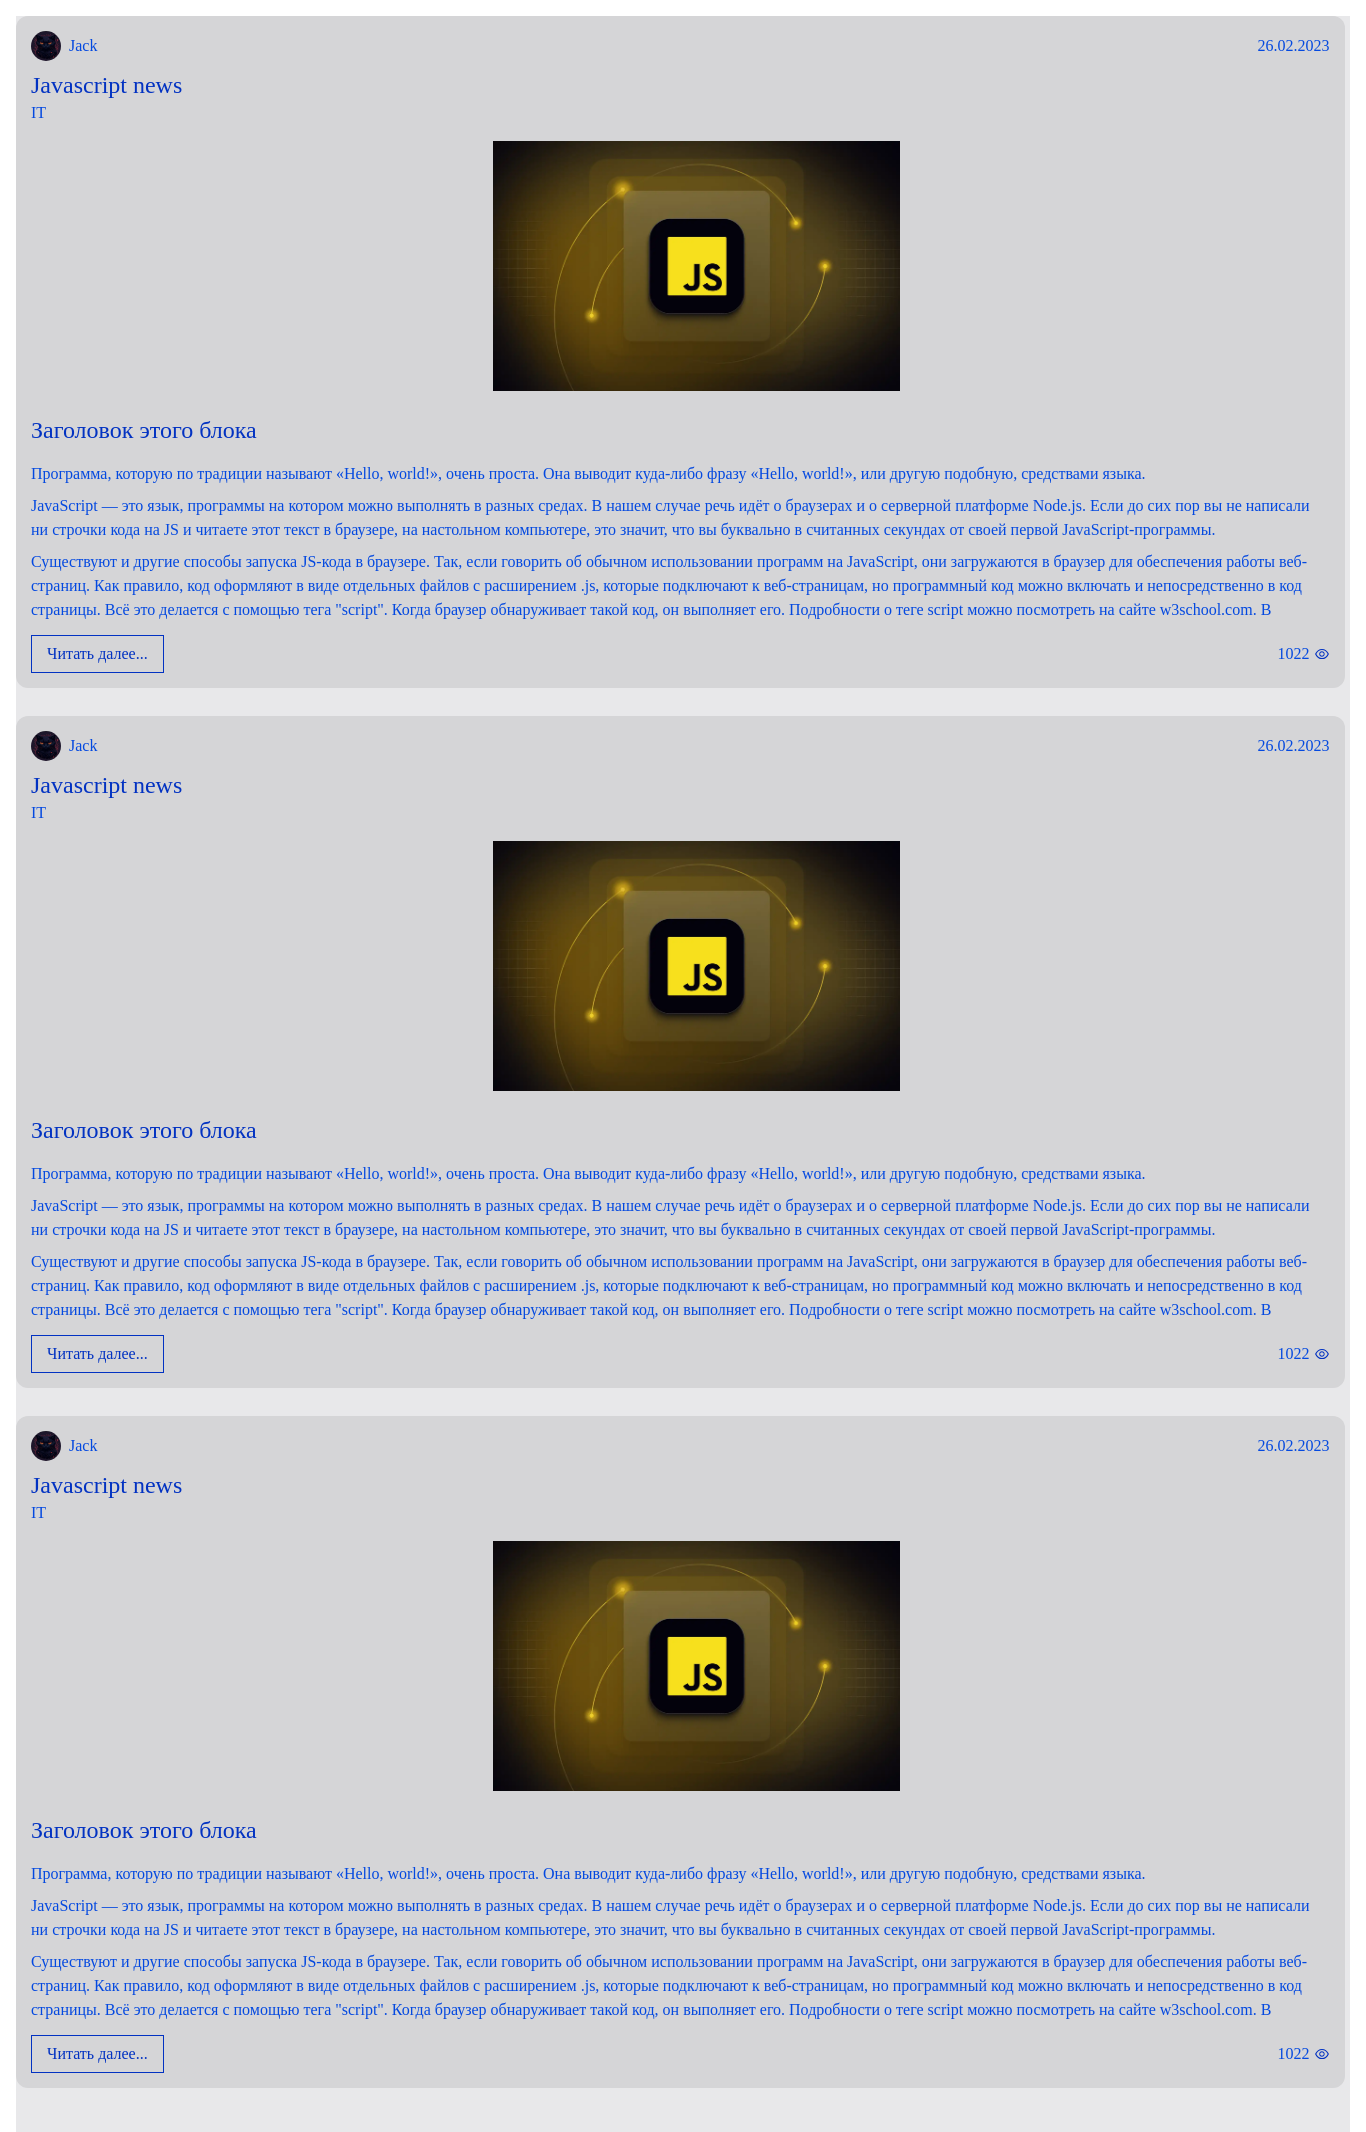 Jack
26.02.2023
Javascript news
IT
JS
Заголовок этого блока
Программа, которую по традиции называют «Hello, world!», очень проста. Она выводит куда-либо фразу «Hello, world!», или другую подобную, средствами языка.
JavaScript — это язык, программы на котором можно выполнять в разных средах. В нашем случае речь идёт о браузерах и о серверной платформе Node.js. Если до сих пор вы не написали
ни строчки кода на JS и читаете этот текст в браузере, на настольном компьютере, это значит, что вы буквально в считанных секундах от своей первой JavaScript-программы.
Существуют и другие способы запуска JS-кода в браузере. Так, если говорить об обычном использовании программ на JavaScript, они загружаются в браузер для обеспечения работы веб-
страниц. Как правило, код оформляют в виде отдельных файлов с расширением .js, которые подключают к веб-страницам, но программный код можно включать и непосредственно в код
страницы. Всё это делается с помощью тега "script". Когда браузер обнаруживает такой код, он выполняет его. Подробности о теге script можно посмотреть на сайте w3school.com. В
Читать далее...
1022
Jack
26.02.2023
Javascript news
IT
JS
Заголовок этого блока
Программа, которую по традиции называют «Hello, world!», очень проста. Она выводит куда-либо фразу «Hello, world!», или другую подобную, средствами языка.
JavaScript — это язык, программы на котором можно выполнять в разных средах. В нашем случае речь идёт о браузерах и о серверной платформе Node.js. Если до сих пор вы не написали
ни строчки кода на JS и читаете этот текст в браузере, на настольном компьютере, это значит, что вы буквально в считанных секундах от своей первой JavaScript-программы.
Существуют и другие способы запуска JS-кода в браузере. Так, если говорить об обычном использовании программ на JavaScript, они загружаются в браузер для обеспечения работы веб-
страниц. Как правило, код оформляют в виде отдельных файлов с расширением .js, которые подключают к веб-страницам, но программный код можно включать и непосредственно в код
страницы. Всё это делается с помощью тега "script". Когда браузер обнаруживает такой код, он выполняет его. Подробности о теге script можно посмотреть на сайте w3school.com. В
Читать далее...
1022
Jack
26.02.2023
Javascript news
IT
JS
Заголовок этого блока
Программа, которую по традиции называют «Hello, world!», очень проста. Она выводит куда-либо фразу «Hello, world!», или другую подобную, средствами языка.
JavaScript — это язык, программы на котором можно выполнять в разных средах. В нашем случае речь идёт о браузерах и о серверной платформе Node.js. Если до сих пор вы не написали
ни строчки кода на JS и читаете этот текст в браузере, на настольном компьютере, это значит, что вы буквально в считанных секундах от своей первой JavaScript-программы.
Существуют и другие способы запуска JS-кода в браузере. Так, если говорить об обычном использовании программ на JavaScript, они загружаются в браузер для обеспечения работы веб-
страниц. Как правило, код оформляют в виде отдельных файлов с расширением .js, которые подключают к веб-страницам, но программный код можно включать и непосредственно в код
страницы. Всё это делается с помощью тега "script". Когда браузер обнаруживает такой код, он выполняет его. Подробности о теге script можно посмотреть на сайте w3school.com. В
Читать далее...
1022